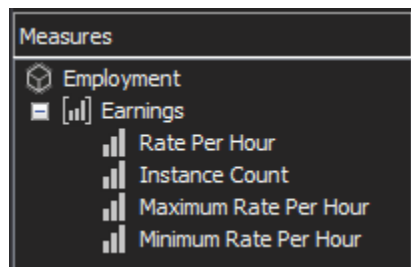 Measures
Employment
Earnings
Rate Per Hour
Instance Count
Maximum Rate Per Hour
Minimum Rate Per Hour